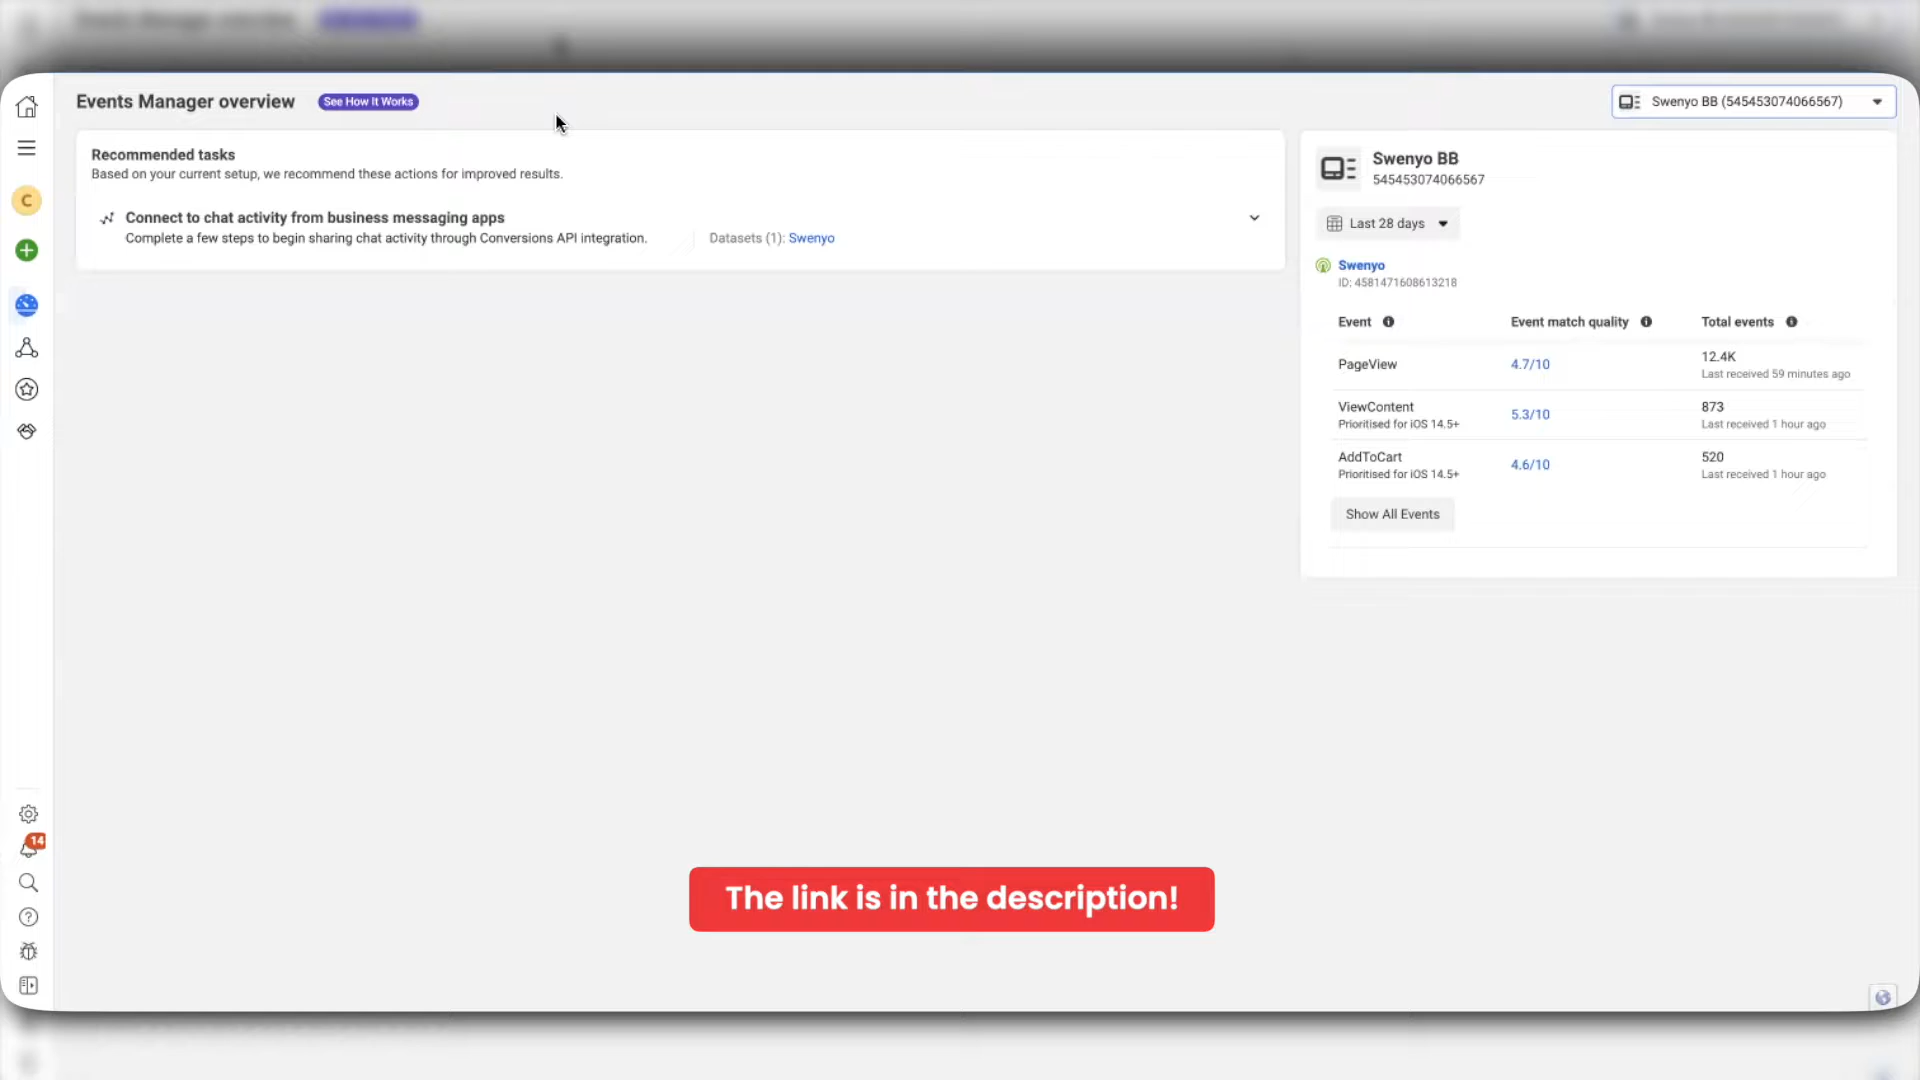 Events Manager overview
See How It Works
Swenyo BB (545453074066567)
C
Recommended tasks
Based on your current setup, we recommend these actions for improved results.
Connect to chat activity from business messaging apps
Complete a few steps to begin sharing chat activity through Conversions API integration.
Datasets (1): Swenyo
Swenyo BB
545453074066567
Last 28 days
Swenyo
ID: 4581471608613218
Event
Event match quality
Total events
PageView
4.7/10
12.4K
Last received 59 minutes ago
ViewContent
Prioritised for iOS 14.5+
5.3/10
873
Last received 1 hour ago
AddToCart
Prioritised for iOS 14.5+
4.6/10
520
Last received 1 hour ago
Show All Events
14
The link is in the description!